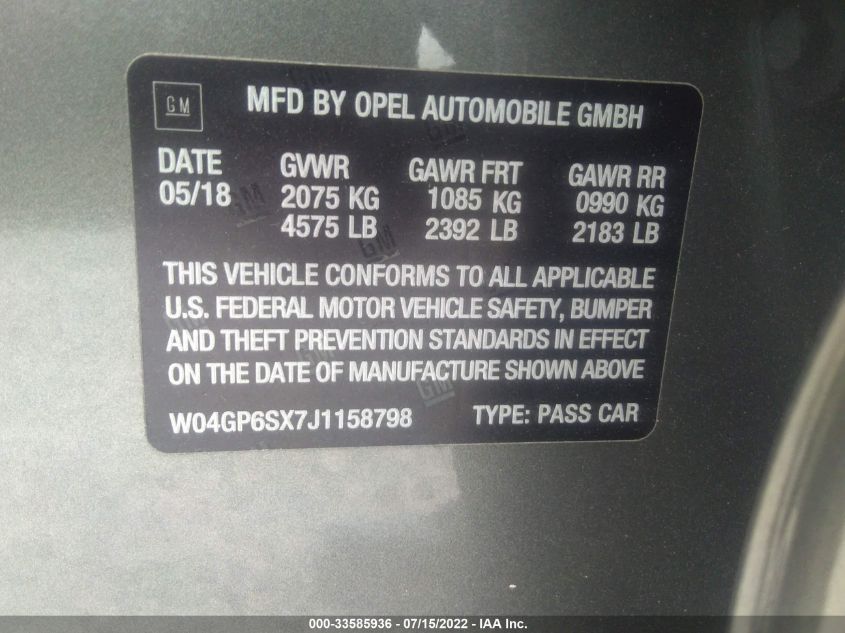 GM
MFD BY OPEL AUTOMOBILE GMBH
DATE GVWR GAWR FRT GAWR RR
05/18 2075 KG 1085 KG 0990 KG
4575 LB 2392 LB 2183 LB
THIS VEHICLE CONFORMS TO ALL APPLICABLE
U.S. FEDERAL MOTOR VEHICLE SAFETY, BUMPER
AND THEFT PREVENTION STANDARDS IN EFFECT
ON THE DATE OF MANUFACTURE SHOWN ABOVE
W04GP6SX7J1158798 TYPE: PASS CAR
000-33585936 - 07/15/2022 - IAA Inc.